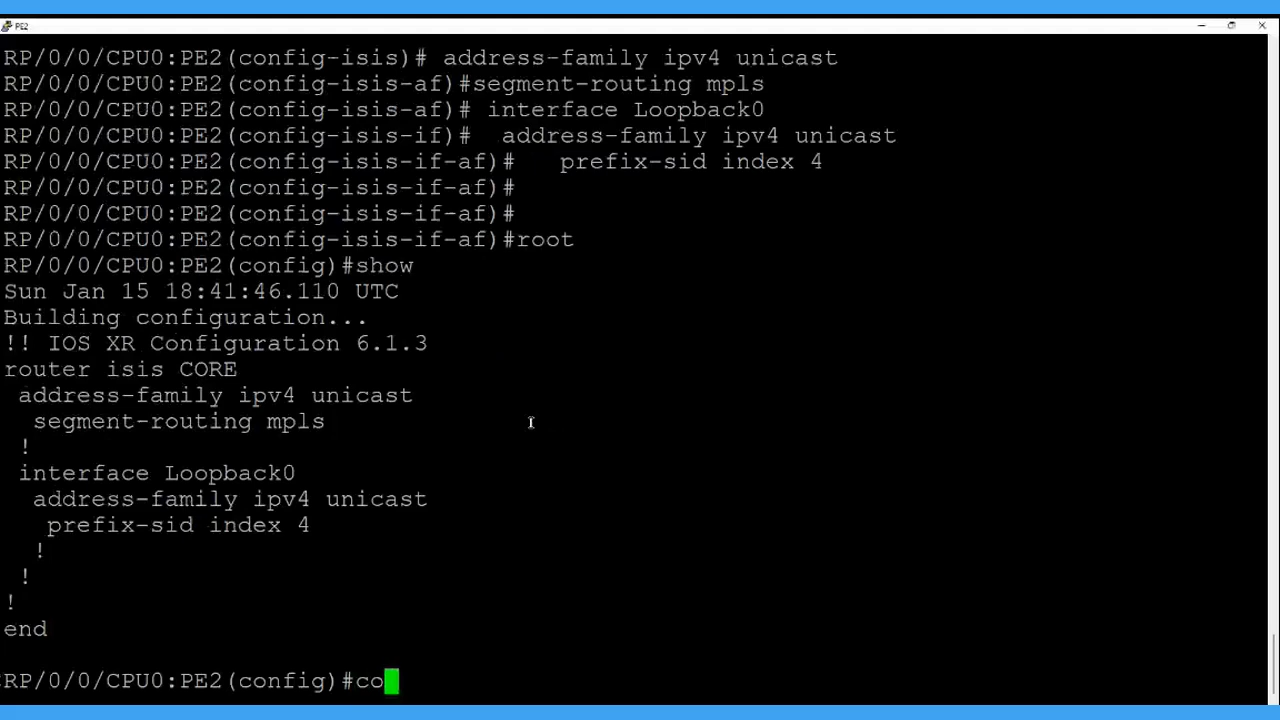 PE2
RP/0/0/CPU0:PE2(config-isis)# address-family ipv4 unicast
RP/0/0/CPU0:PE2(config-isis-af)#segment-routing mpls
RP/0/0/CPU0:PE2(config-isis-af)# interface Loopback0
RP/0/0/CPU0:PE2(config-isis-if)#  address-family ipv4 unicast
RP/0/0/CPU0:PE2(config-isis-if-af)#   prefix-sid index 4
RP/0/0/CPU0:PE2(config-isis-if-af)#
RP/0/0/CPU0:PE2(config-isis-if-af)#
RP/0/0/CPU0:PE2(config-isis-if-af)#root
RP/0/0/CPU0:PE2(config)#show
Sun Jan 15 18:41:46.110 UTC
Building configuration...
!! IOS XR Configuration 6.1.3
router isis CORE
 address-family ipv4 unicast
  segment-routing mpls
 !
 interface Loopback0
  address-family ipv4 unicast
   prefix-sid index 4
  !
 !
!
end
RP/0/0/CPU0:PE2(config)#co